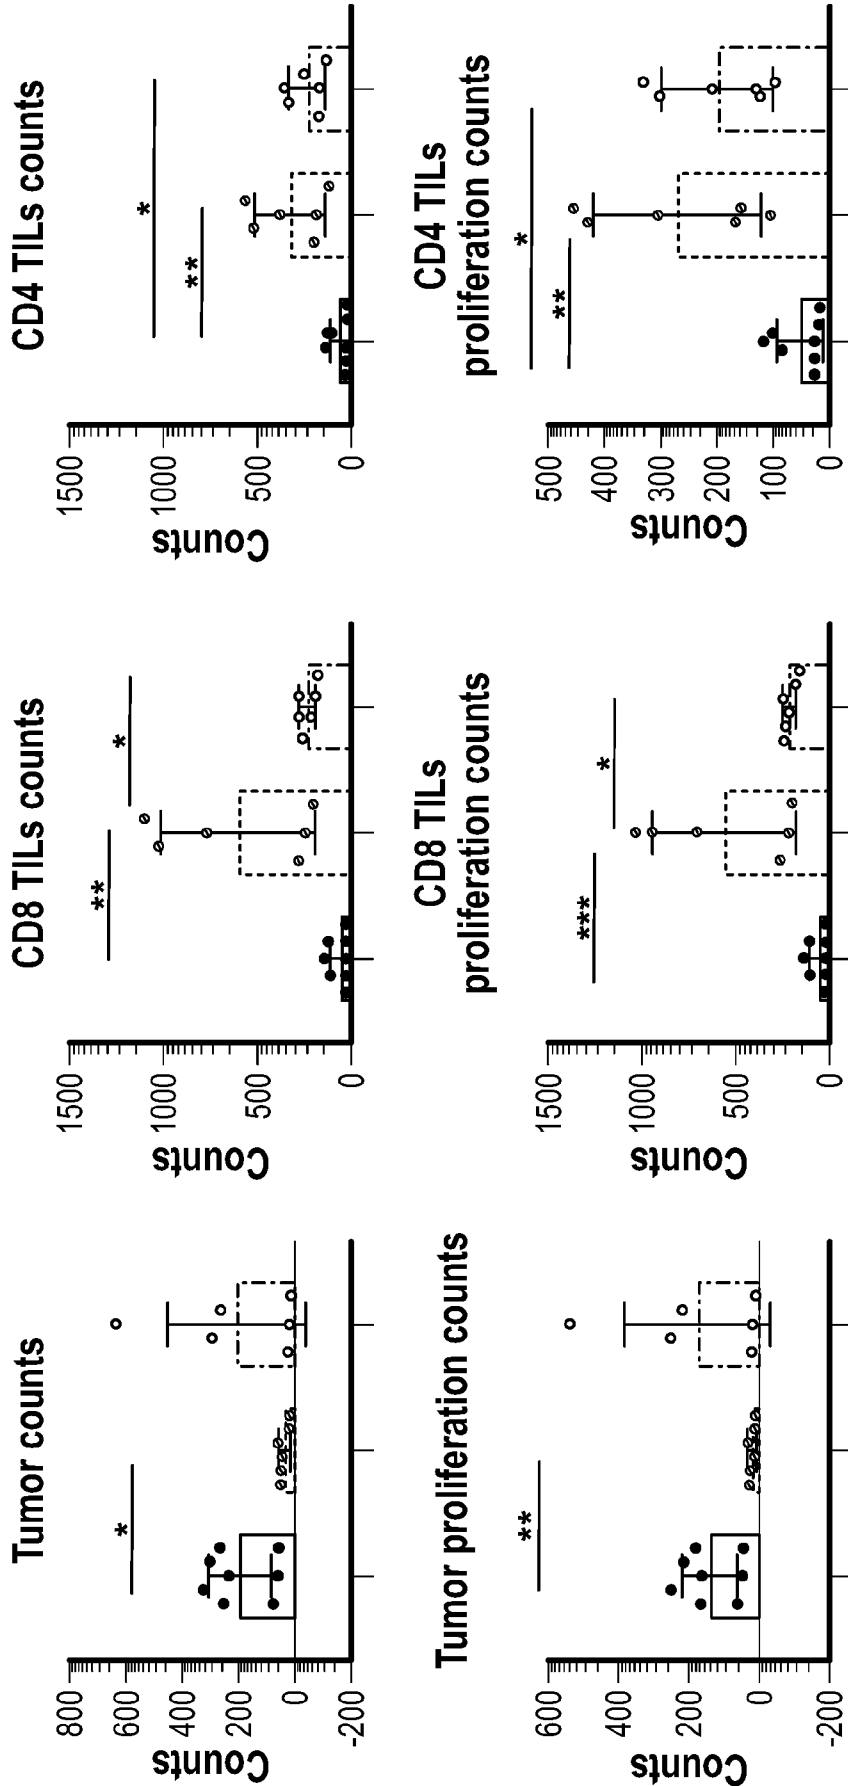 Tumor counts
*
Counts
800
600
400
200
0
-200
CD8 TILs counts
**
*
Counts
1500
1000
500
0
CD4 TILs counts
*
**
Counts
1500
1000
500
0
Tumor proliferation counts
**
Counts
600
400
200
0
-200
CD8 TILs
proliferation counts
***
*
Counts
1500
1000
500
0
CD4 TILs
proliferation counts
*
**
Counts
500
400
300
200
100
0